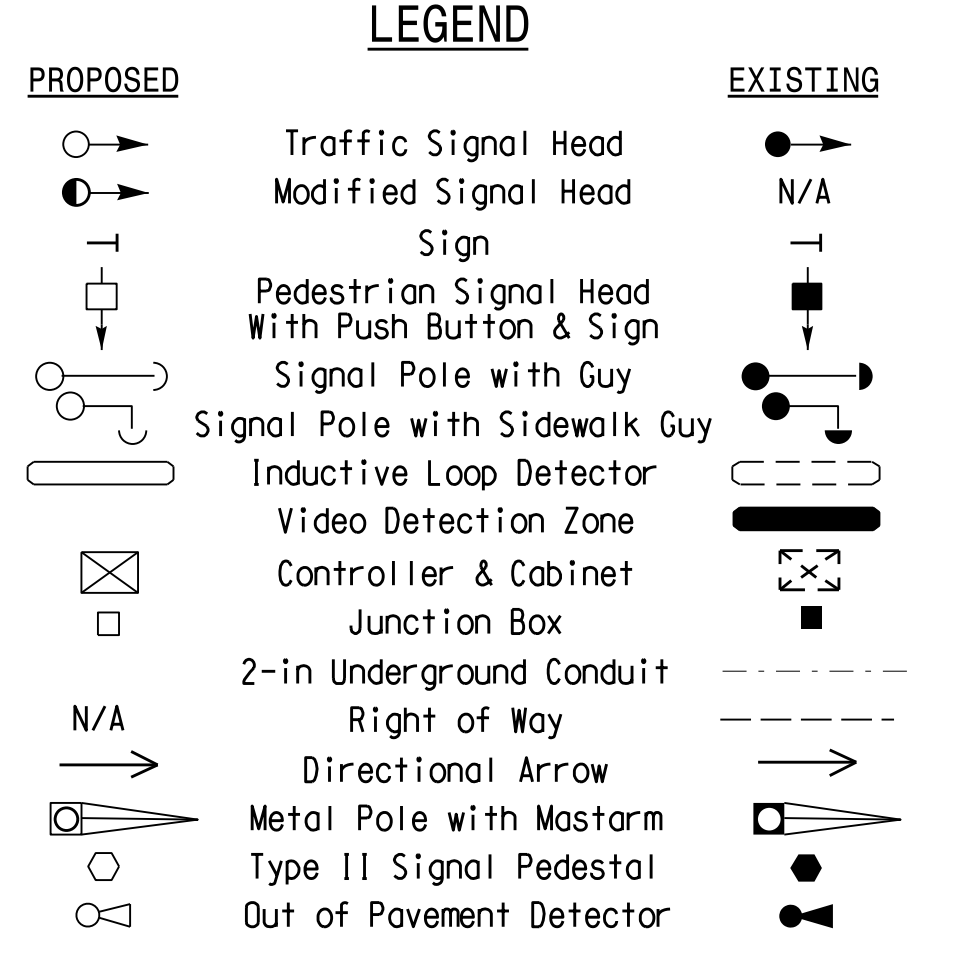 LEGEND
PROPOSED EXISTING
Traffic Signal Head
Modified Signal Head N/A
Sign
Pedestrian Signal Head
With Push Button & Sign
Signal Pole with Guy
Signal Pole with Sidewalk Guy
Inductive Loop Detector
Video Detection Zone
Controller & Cabinet
Junction Box
2-in Underground Conduit
N/A Right of Way
Directional Arrow
Metal Pole with Mastarm
Type II Signal Pedestal
Out of Pavement Detector